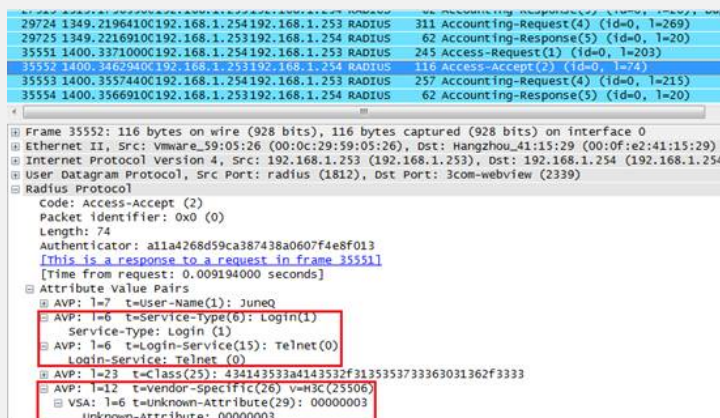 29724 1349.2196410C192.168.1.254192.168.1.253 RADIUS 311 Accounting-Request(4) (id=0, l=269)
29725 1349.2216910C192.168.1.253192.168.1.254 RADIUS 62 Accounting-Response(5) (id=0, l=20)
35551 1400.3371000C192.168.1.254192.168.1.253 RADIUS 245 Access-Request(1) (id=0, l=203)
35552 1400.3462940C192.168.1.253192.168.1.254 RADIUS 116 Access-Accept(2) (id=0, l=74)
35553 1400.3557440C192.168.1.254192.168.1.253 RADIUS 257 Accounting-Request(4) (id=0, l=215)
35554 1400.3566910C192.168.1.253192.168.1.254 RADIUS 62 Accounting-Response(5) (id=0, l=20)
Frame 35552: 116 bytes on wire (928 bits), 116 bytes captured (928 bits) on interface 0
Ethernet II, Src: Vmware_59:05:26 (00:0c:29:59:05:26), Dst: Hangzhou_41:15:29 (00:0f:e2:41:15:29)
Internet Protocol Version 4, Src: 192.168.1.253 (192.168.1.253), Dst: 192.168.1.254 (192.168.1.254
User Datagram Protocol, Src Port: radius (1812), Dst Port: 3com-webview (2339)
Radius Protocol
Code: Access-Accept (2)
Packet identifier: 0x0 (0)
Length: 74
Authenticator: a11a4268d59ca387438a0607f4e8f013
[This is a response to a request in frame 35551]
[Time from request: 0.009194000 seconds]
Attribute Value Pairs
AVP: l=7 t=User-Name(1): JuneQ
AVP: l=6 t=Service-Type(6): Login(1)
Service-Type: Login (1)
AVP: l=6 t=Login-Service(15): Telnet(0)
Login-Service: Telnet (0)
AVP: l=23 t=Class(25): 434143533a4143532f3135353733363031362f3333
AVP: l=12 t=Vendor-Specific(26) v=H3C(25506)
VSA: l=6 t=Unknown-Attribute(29): 00000003
Unknown-Attribute: 00000003